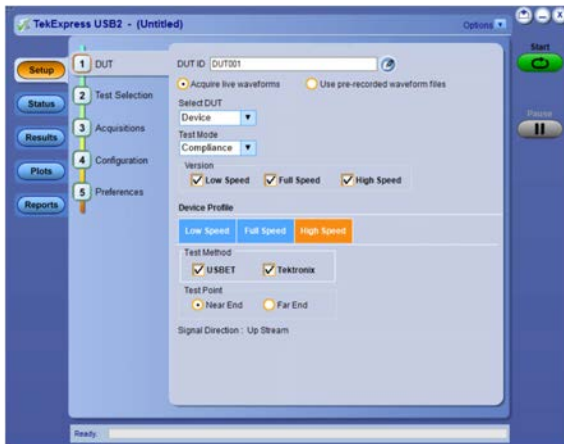 TekExpress USB2 - (Untitled)
Options
Start
Pause
Setup
Status
Results
Plots
Reports
1 DUT
2 Test Selection
3 Acquisitions
4 Configuration
5 Preferences
DUT ID DUT001
Acquire live waveforms Use pre-recorded waveform files
Select DUT
Device
Test Mode
Compliance
Version
Low Speed Full Speed High Speed
Device Profile
Low Speed Full Speed High Speed
Test Method
USBET Tektronix
Test Point
Near End Far End
Signal Direction : Up Stream
Ready.